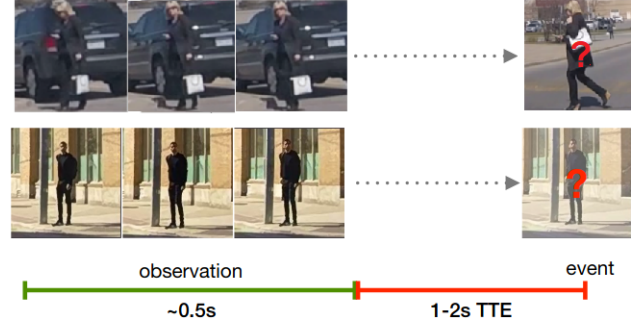 ?
?
observation
event
~0.5s
1-2s TTE